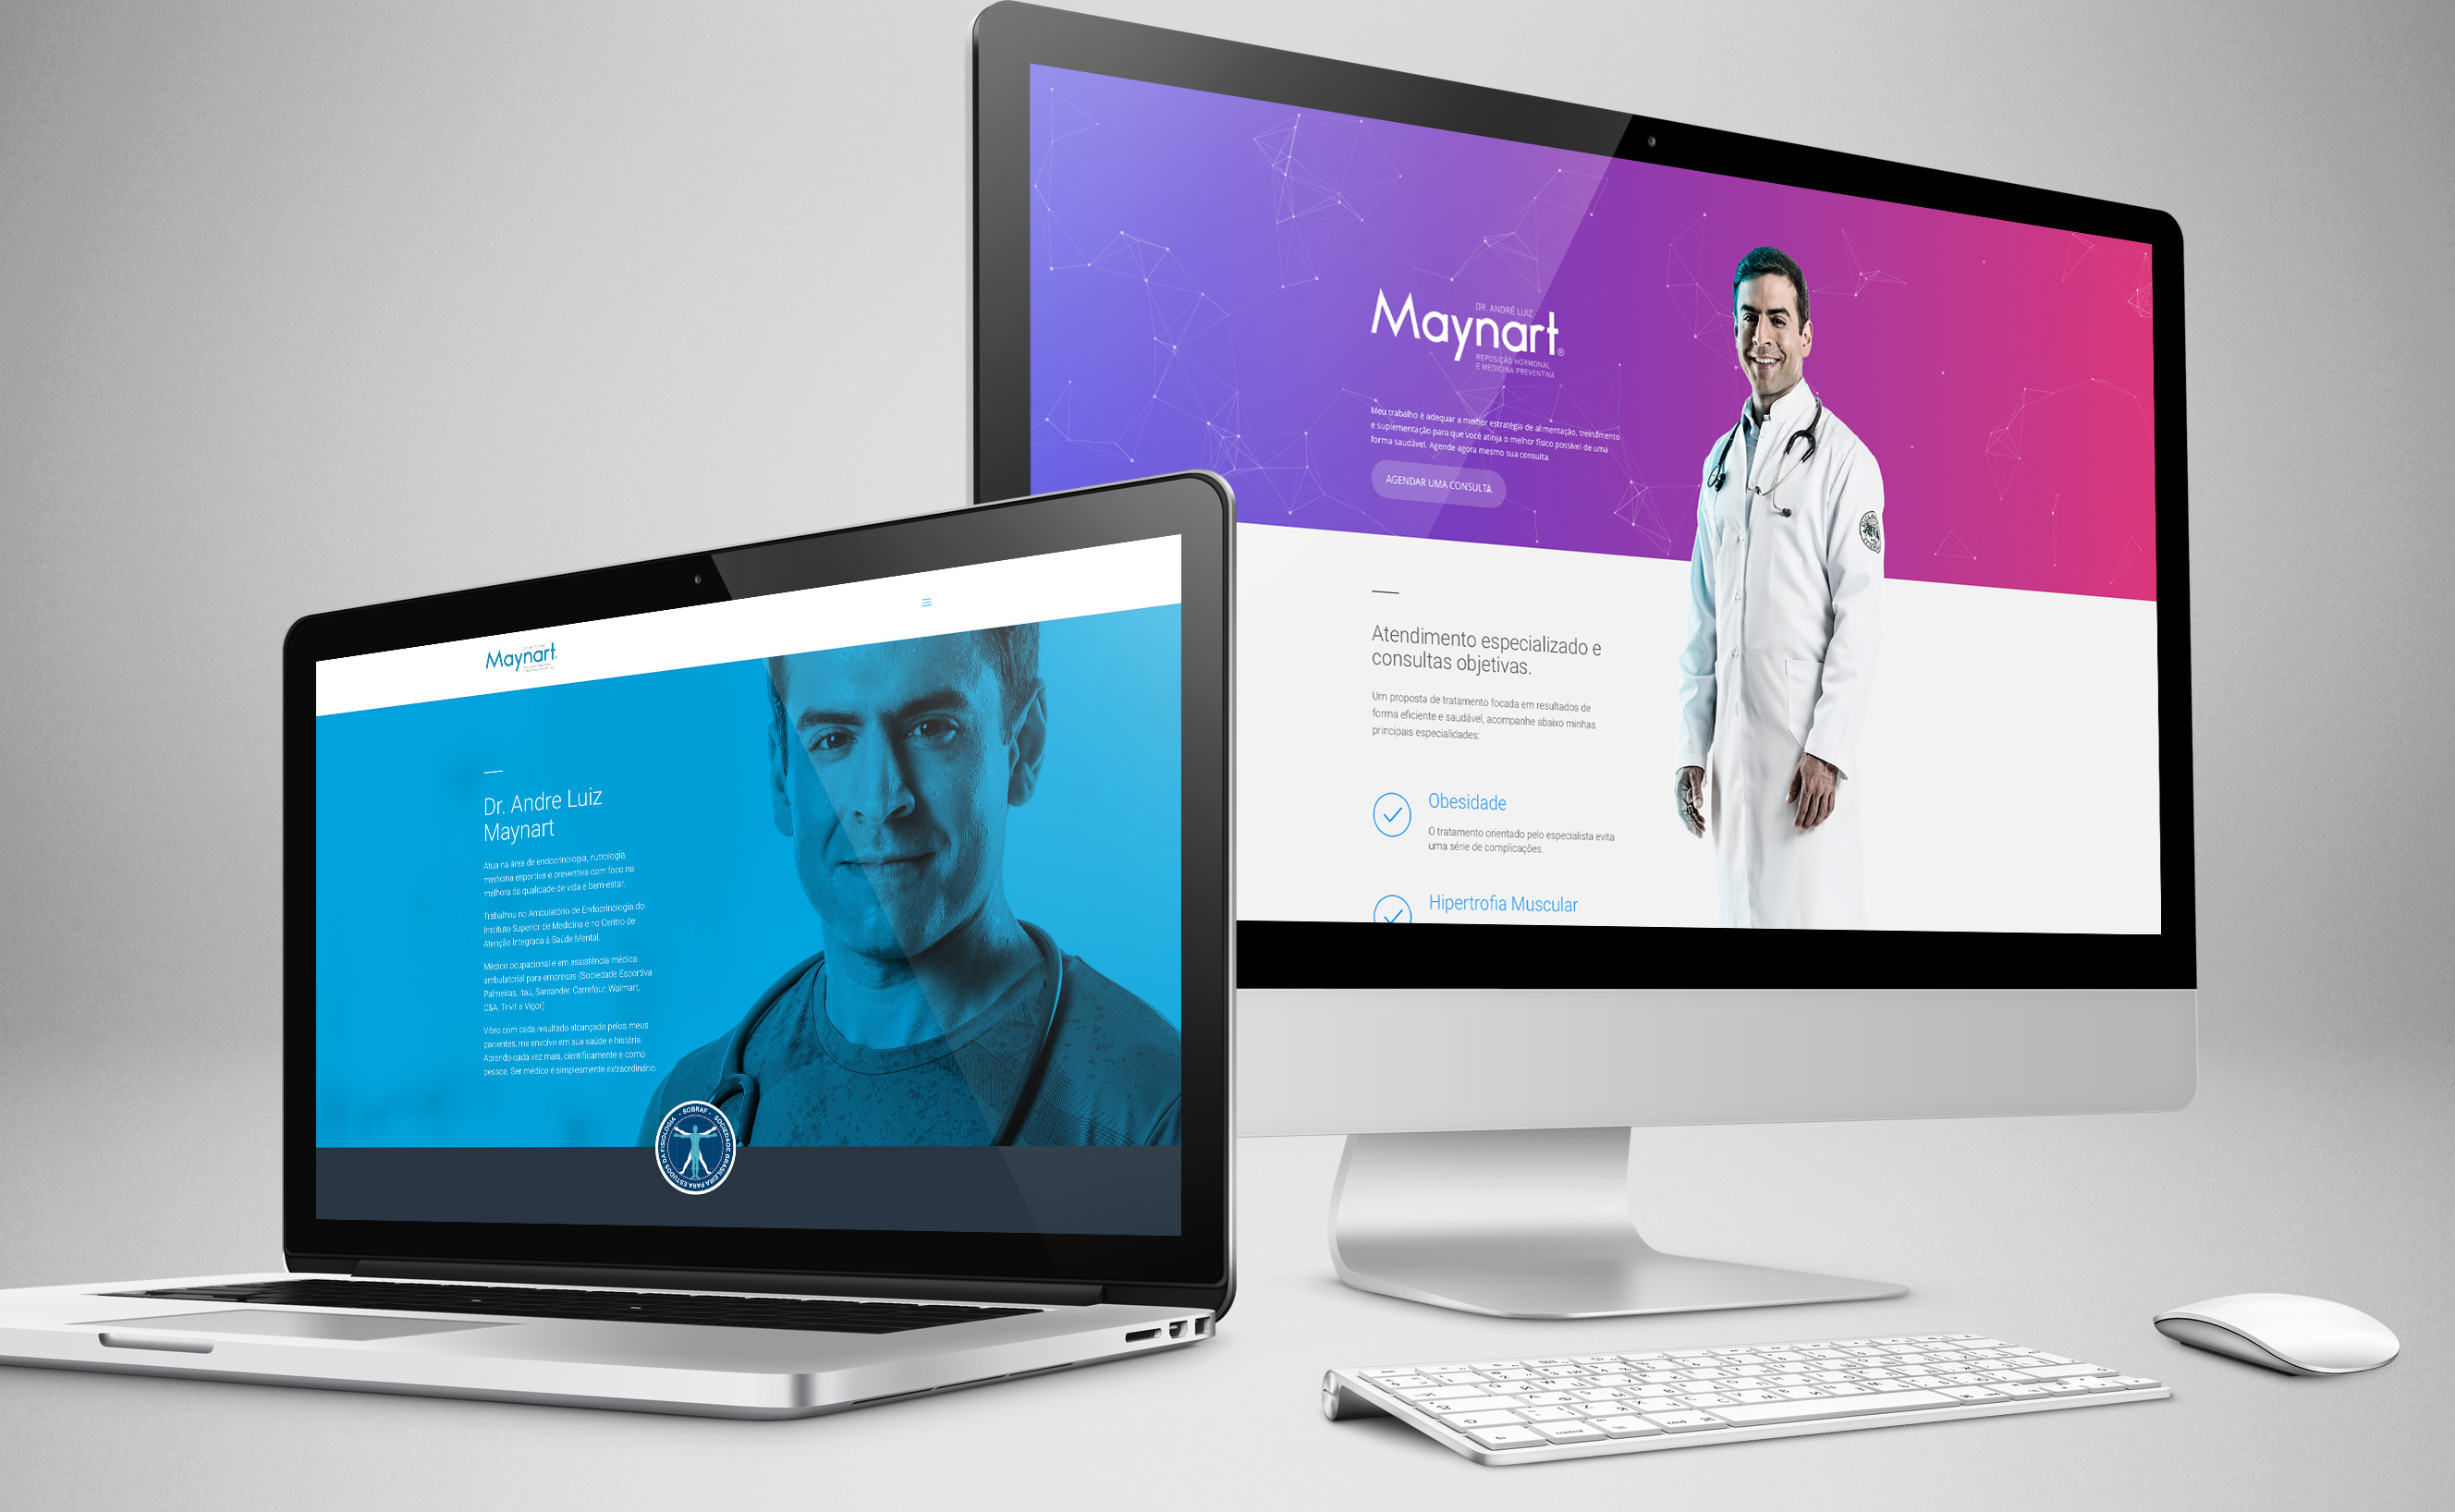 Maynart
Dr. Andre Luiz
Maynart
Atua na área de endocrinologia, nutrologia,
medicina esportiva e preventiva com foco na
melhora da qualidade de vida e bem-estar.
Trabalhou no Ambulatório de Endocrinologia do
Instituto Superior de Medicina e no Centro de
Atenção Integrada à Saúde Mental.
Médico ocupacional e em assistência médica
ambulatorial para empresas (Sociedade Esportiva
Palmeiras, Itaú, Santander, Carrefour, Walmart,
C&A, Trivit e Vigor)
Vibro com cada resultado alcançado pelos meus
pacientes, me envolvo em sua saúde e história.
Aprendo cada vez mais, cientificamente e como
pessoa. Ser médico é simplesmente extraordinário.
- SOBRAF - SOCIEDADE BRASILEIRA PARA ESTUDOS DA FISIOLOGIA
DR. ANDRÉ LUIZ
Maynart®
REPOSIÇÃO HORMONAL
E MEDICINA PREVENTIVA
Meu trabalho é adequar a melhor estratégia de alimentação, treinamento
e suplementação para que você atinja o melhor físico possível de uma
forma saudável. Agende agora mesmo sua consulta.
AGENDAR UMA CONSULTA
Atendimento especializado e
consultas objetivas.
Um proposta de tratamento focada em resultados de
forma eficiente e saudável, acompanhe abaixo minhas
principais especialidades:
Obesidade
O tratamento orientado pelo especialista evita
uma série de complicações.
Hipertrofia Muscular